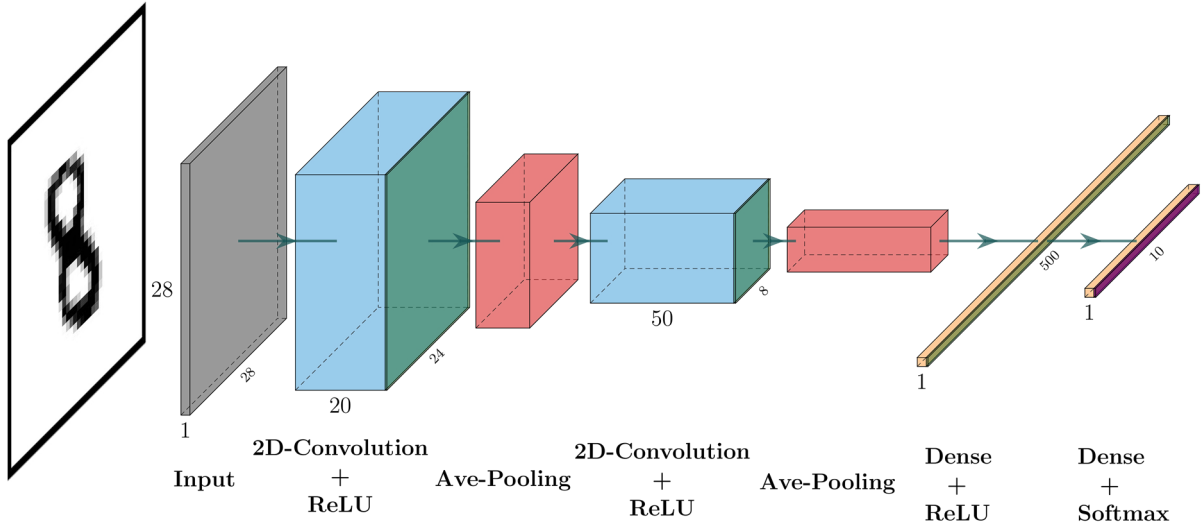 28
28
1
Input
24
20
2D-Convolution
+
ReLU
Ave-Pooling
8
50
2D-Convolution
+
ReLU
Ave-Pooling
500
1
Dense
+
ReLU
10
1
Dense
+
Softmax